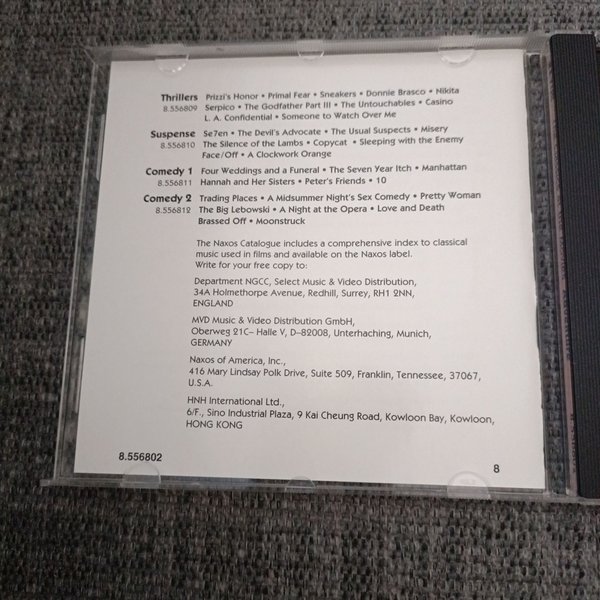 Thrillers Prizzi's Honor • Primal Fear • Sneakers • Donnie Brasco • Nikita
8.556809 Serpico • The Godfather Part III • The Untouchables • Casino
L. A. Confidential • Someone to Watch Over Me
Suspense Se7en • The Devil's Advocate • The Usual Suspects • Misery
8.556810 The Silence of the Lambs • Copycat • Sleeping with the Enemy
Face/Off • A Clockwork Orange
Comedy 1 Four Weddings and a Funeral • The Seven Year Itch • Manhattan
8.556811 Hannah and Her Sisters • Peter's Friends • 10
Comedy 2 Trading Places • A Midsummer Night's Sex Comedy • Pretty Woman
8.556812 The Big Lebowski • A Night at the Opera • Love and Death
Brassed Off • Moonstruck
The Naxos Catalogue includes a comprehensive index to classical
music used in films and available on the Naxos label.
Write for your free copy to:
Department NGCC, Select Music & Video Distribution,
34A Holmethorpe Avenue, Redhill, Surrey, RH1 2NN,
ENGLAND
MVD Music & Video Distribution GmbH,
Oberweg 21C– Halle V, D–82008, Unterhaching, Munich,
GERMANY
Naxos of America, Inc.,
416 Mary Lindsay Polk Drive, Suite 509, Franklin, Tennessee, 37067,
U.S.A.
HNH International Ltd.,
6/F., Sino Industrial Plaza, 9 Kai Cheung Road, Kowloon Bay, Kowloon,
HONG KONG
8.556802
8